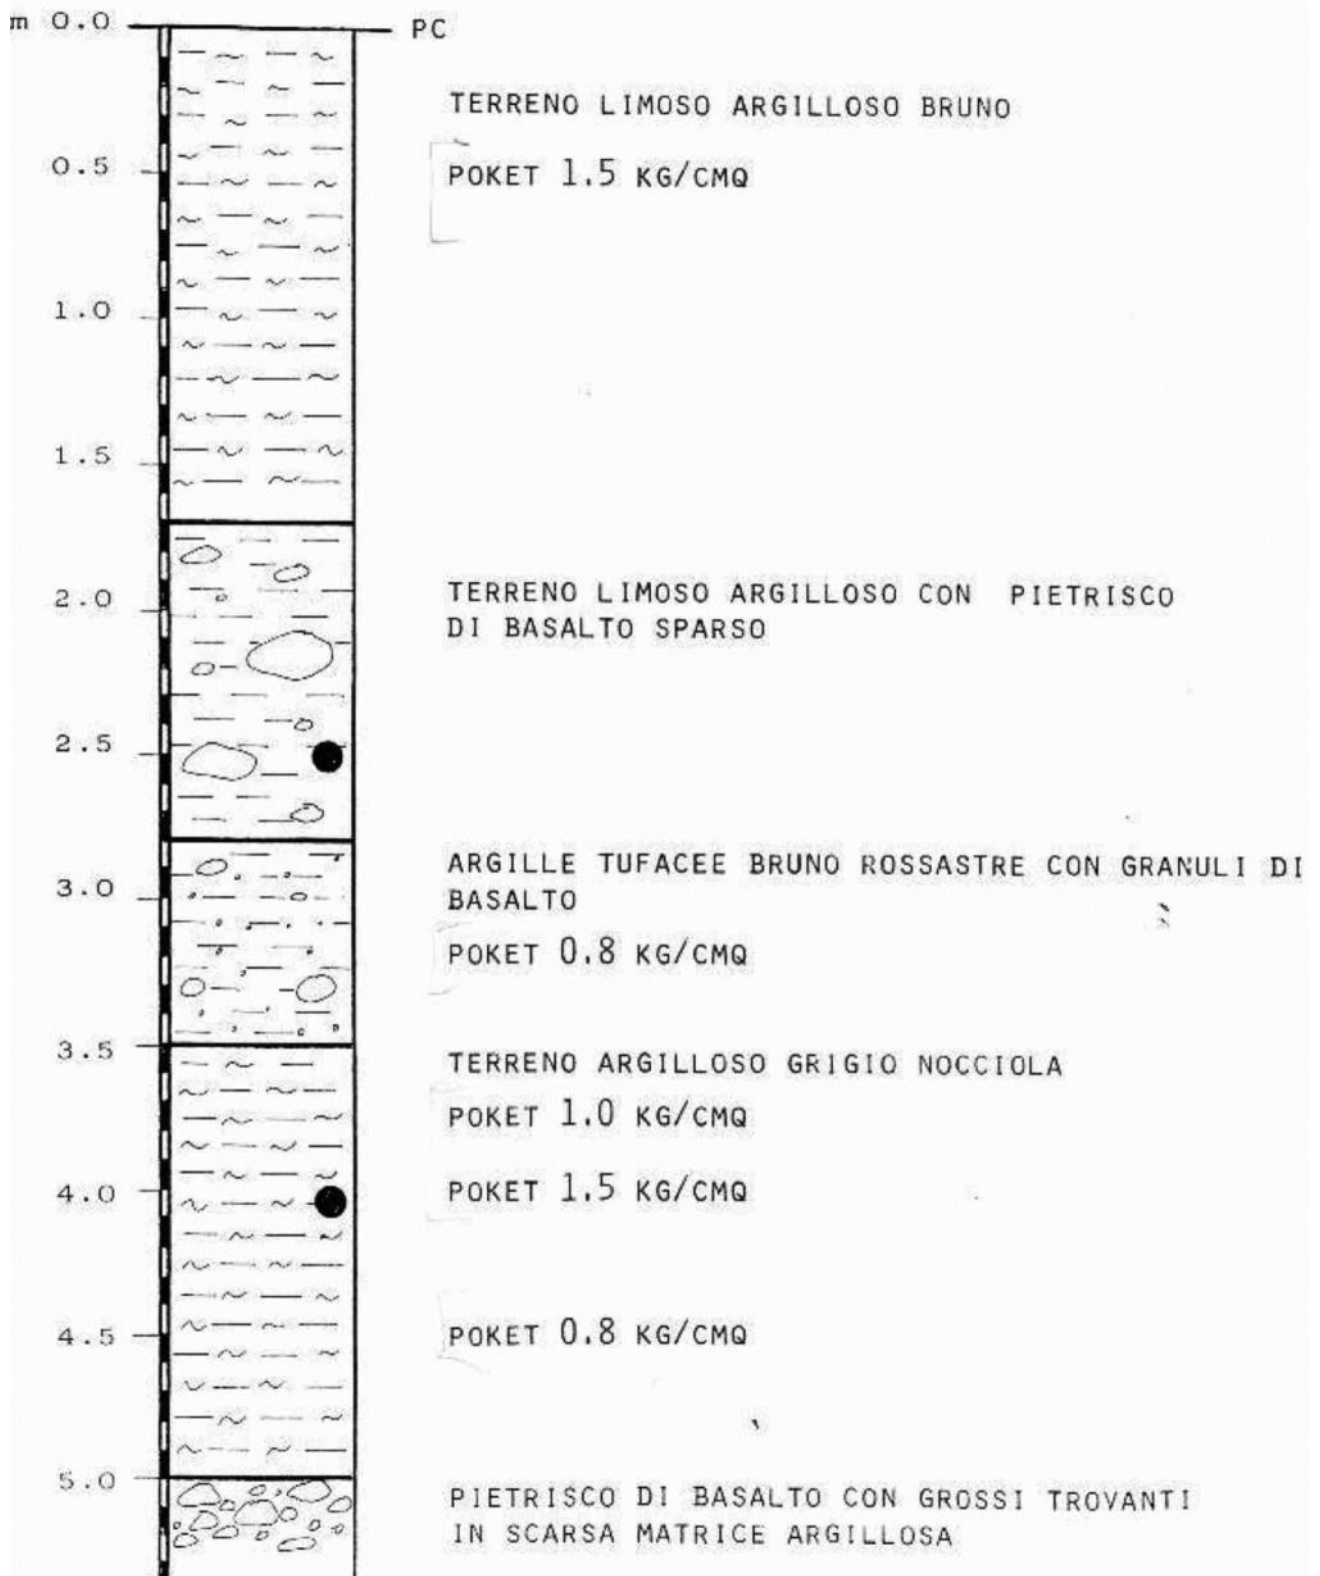 m 0.0 PC
TERRENO LIMOSO ARGILLOSO BRUNO
0.5 POKET 1.5 KG/CMQ
1.0
1.5
2.0 TERRENO LIMOSO ARGILLOSO CON PIETRISCO
DI BASALTO SPARSO
2.5
ARGILLE TUFACEE BRUNO ROSSASTRE CON GRANULI DI
3.0 BASALTO
POKET 0.8 KG/CMQ
3.5
TERRENO ARGILLOSO GRIGIO NOCCIOLA
POKET 1.0 KG/CMQ
4.0 POKET 1.5 KG/CMQ
4.5 POKET 0.8 KG/CMQ
5.0
PIETRISCO DI BASALTO CON GROSSI TROVANTI
IN SCARSA MATRICE ARGILLOSA